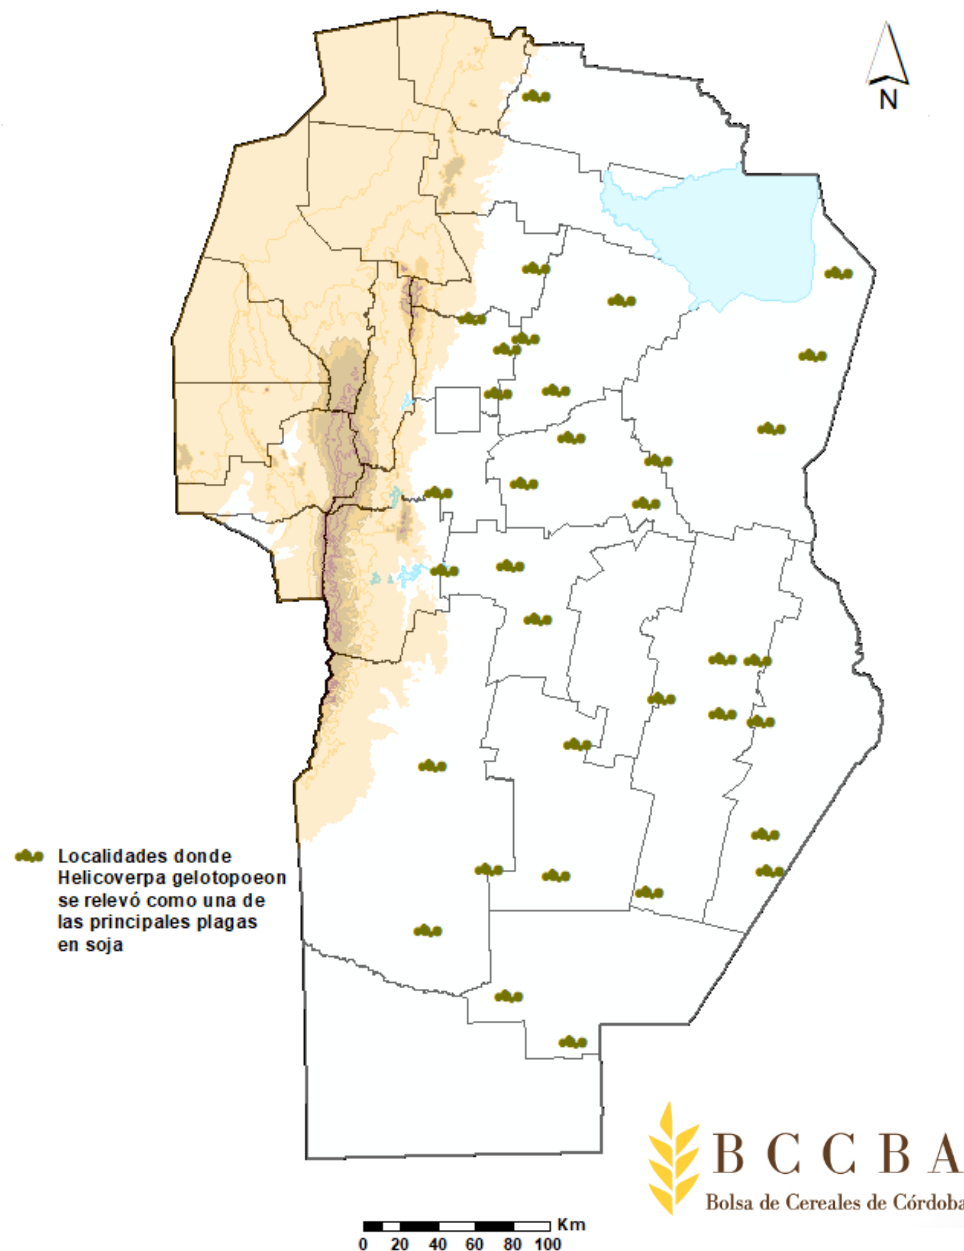 N
Localidades donde
Helicoverpa gelotopoeon
se relevó como una de
las principales plagas
en soja
BCCBA
Bolsa de Cereales de Córdoba
Km
0 20 40 60 80 100